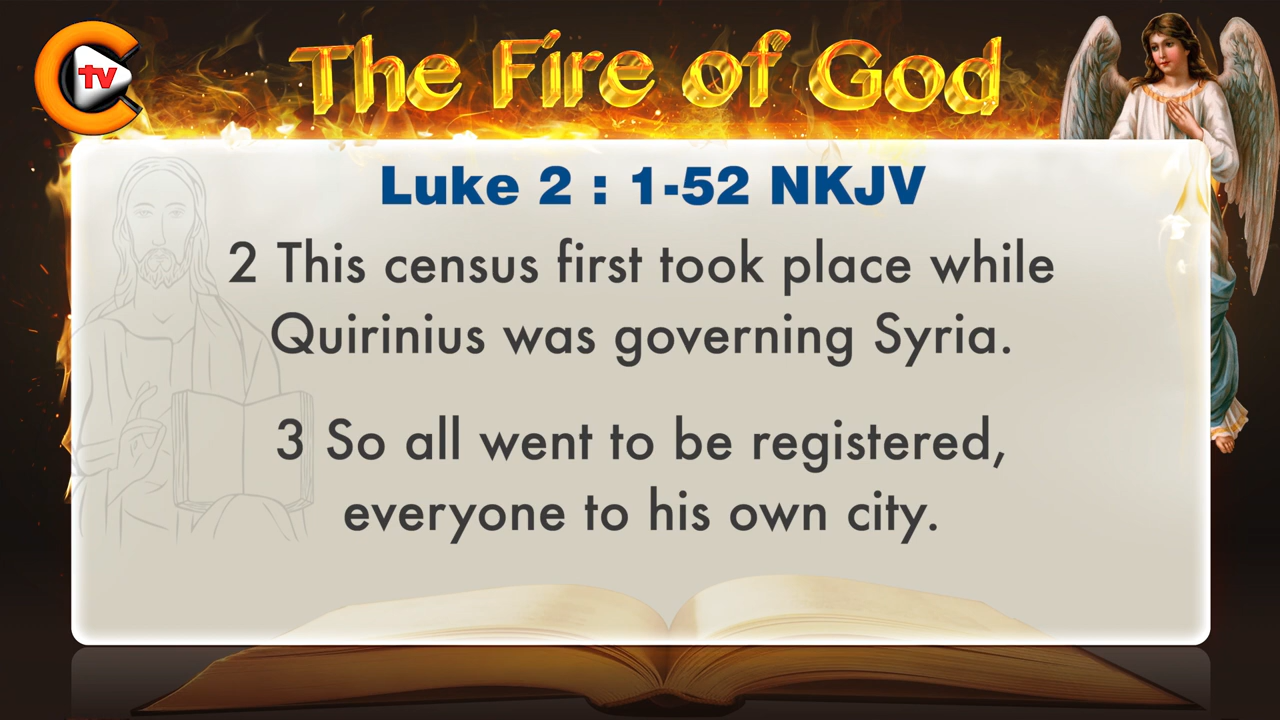 tv
The Fire of God
Luke 2 : 1-52 NKJV
2 This census first took place while
Quirinius was governing Syria.
3 So all went to be registered,
everyone to his own city.